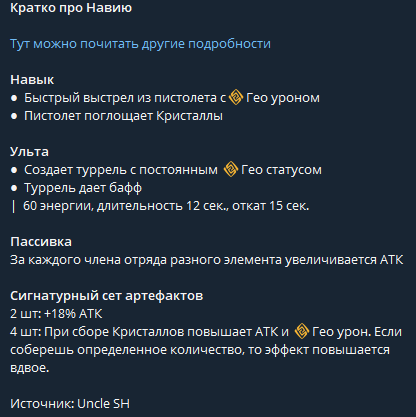 Кратко про Навию
Тут можно почитать другие подробности
Навык
● Быстрый выстрел из пистолета с Гео уроном
● Пистолет поглощает Кристаллы
Ульта
● Создает туррель с постоянным Гео статусом
● Туррель дает бафф
| 60 энергии, длительность 12 сек., откат 15 сек.
Пассивка
За каждого члена отряда разного элемента увеличивается АТК
Сигнатурный сет артефактов
2 шт: +18% АТК
4 шт: При сборе Кристаллов повышает АТК и Гео урон. Если
соберешь определенное количество, то эффект повышается
вдвое.
Источник: Uncle SH